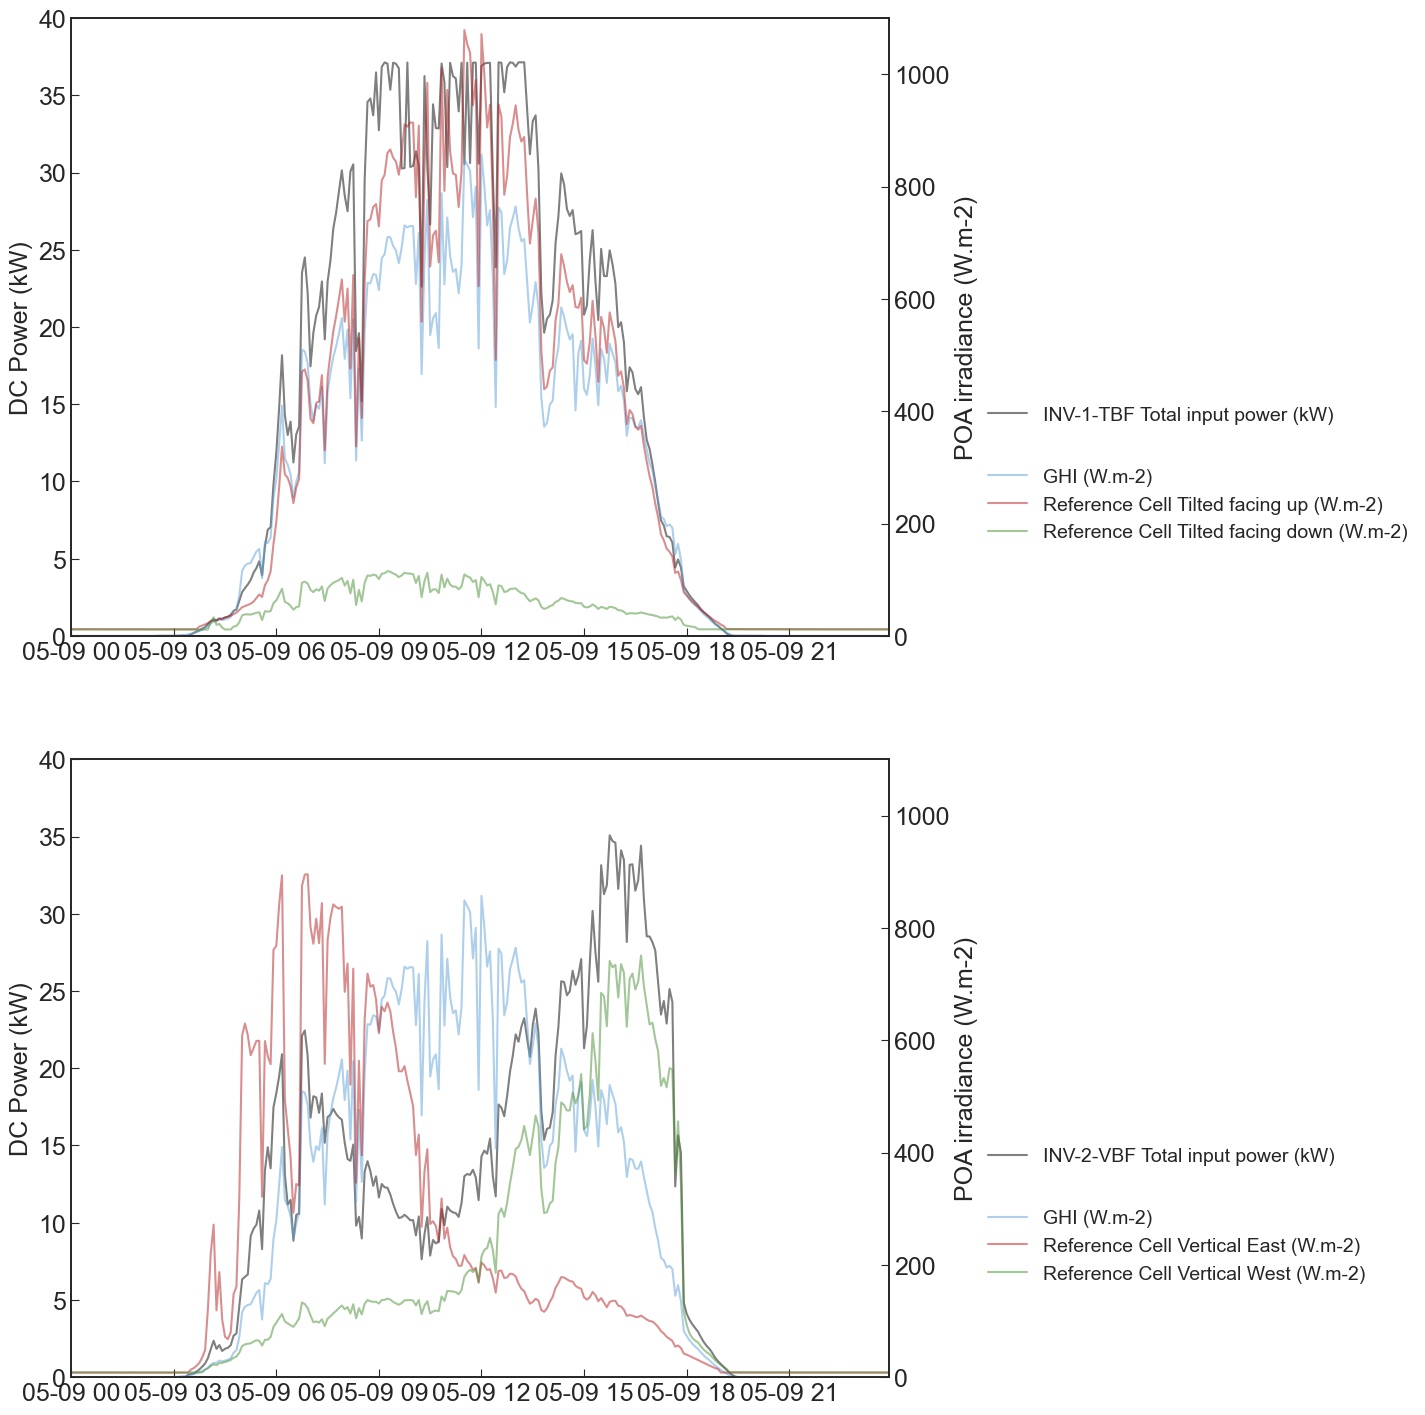 40
35
30
25
20
15
10
5
0
DC Power (kW)
1000
800
600
400
200
0
POA irradiance (W.m-2)
05-09 00 05-09 03 05-09 06 05-09 09 05-09 12 05-09 15 05-09 18 05-09 21
INV-1-TBF Total input power (kW)
GHI (W.m-2)
Reference Cell Tilted facing up (W.m-2)
Reference Cell Tilted facing down (W.m-2)
40
35
30
25
20
15
10
5
0
DC Power (kW)
1000
800
600
400
200
0
POA irradiance (W.m-2)
05-09 00 05-09 03 05-09 06 05-09 09 05-09 12 05-09 15 05-09 18 05-09 21
INV-2-VBF Total input power (kW)
GHI (W.m-2)
Reference Cell Vertical East (W.m-2)
Reference Cell Vertical West (W.m-2)